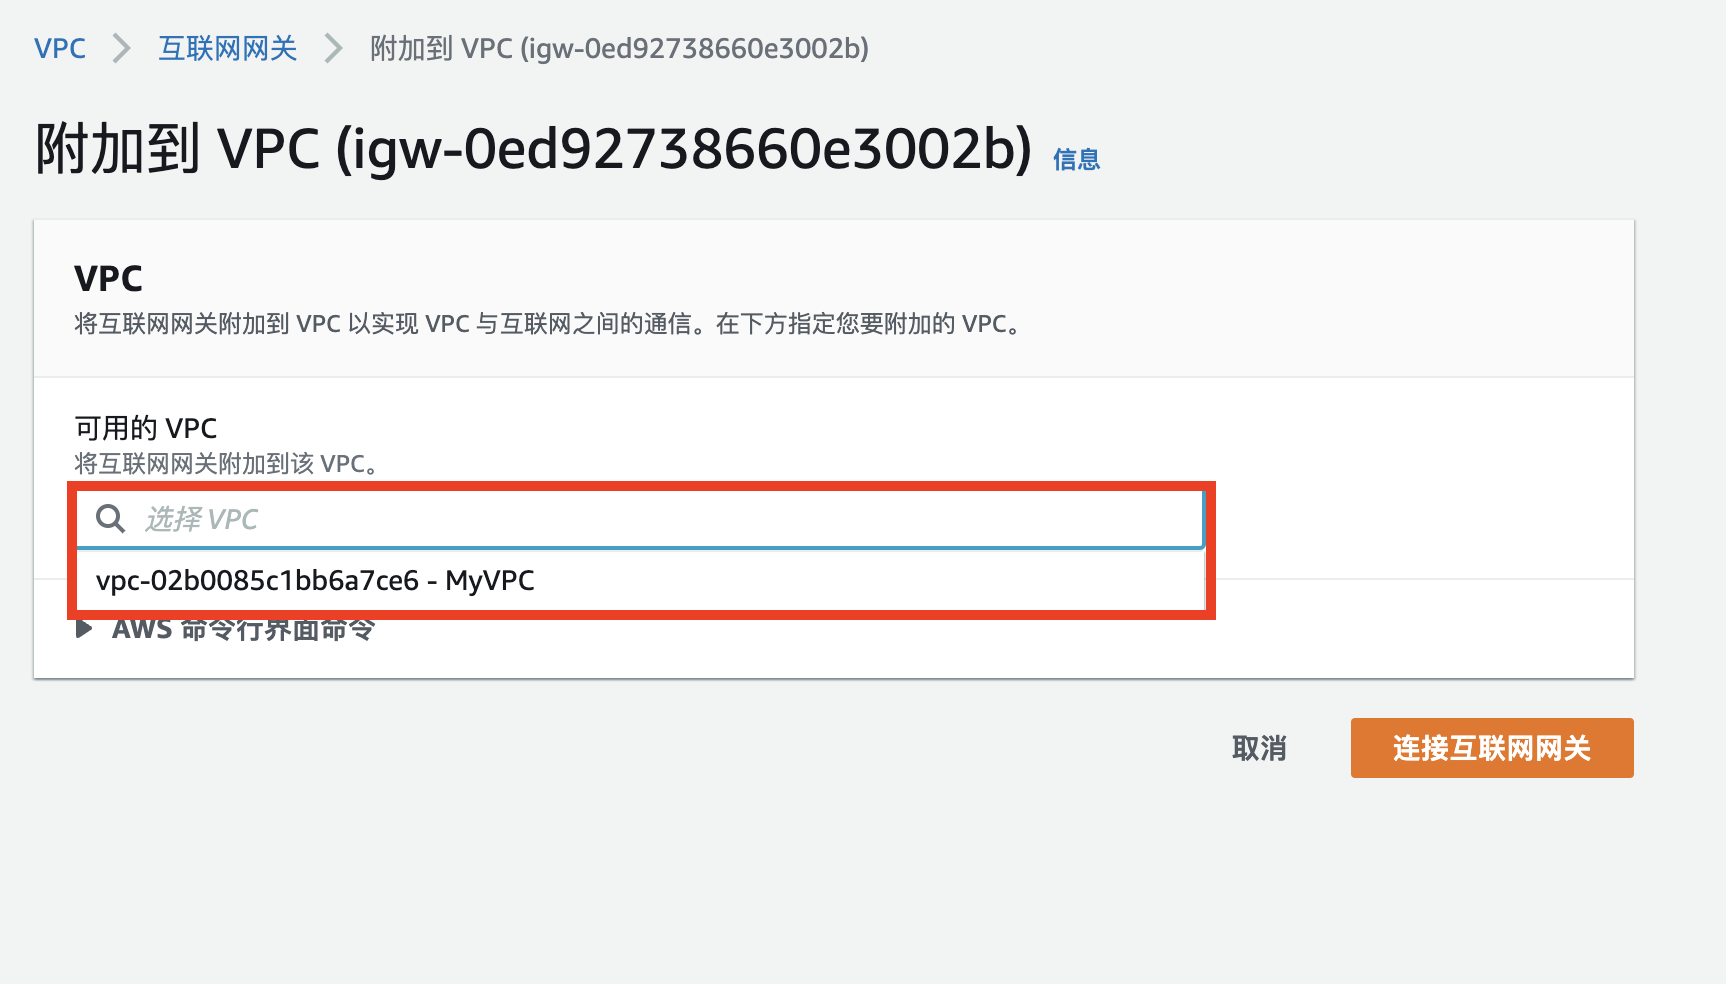 VPC 互联网网关 附加到 VPC (igw-0ed92738660e3002b)
附加到 VPC (igw-0ed92738660e3002b) 信息
VPC
将互联网网关附加到 VPC 以实现 VPC 与互联网之间的通信。在下方指定您要附加的 VPC。
可用的 VPC
将互联网网关附加到该 VPC。
选择 VPC
vpc-02b0085c1bb6a7ce6 - MyVPC
AWS 命令行界面命令
取消 连接互联网网关